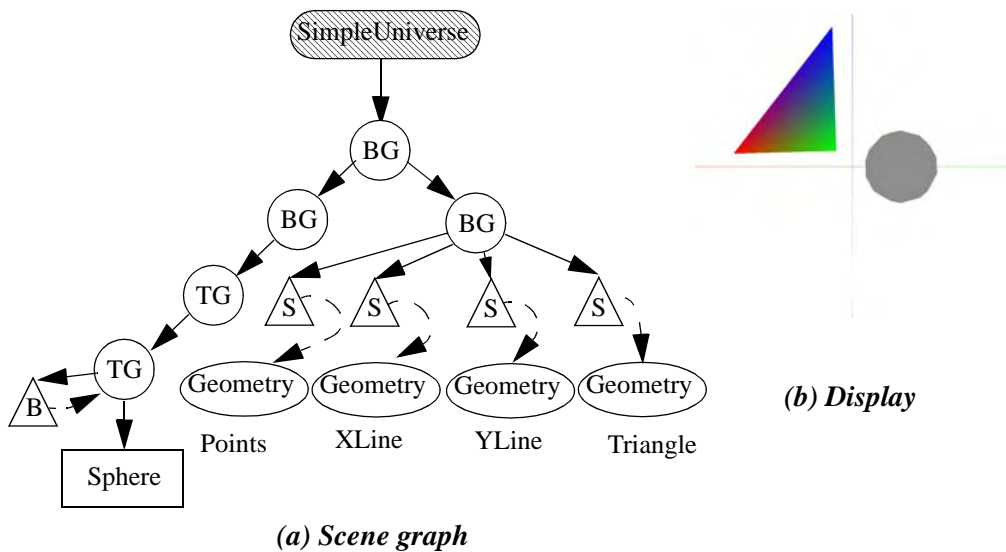 SimpleUniverse
BG
BG
BG
TG
S
S
S
S
TG
B
Geometry
Geometry
Geometry
Geometry
Points
XLine
YLine
Triangle
Sphere
(a) Scene graph
(b) Display